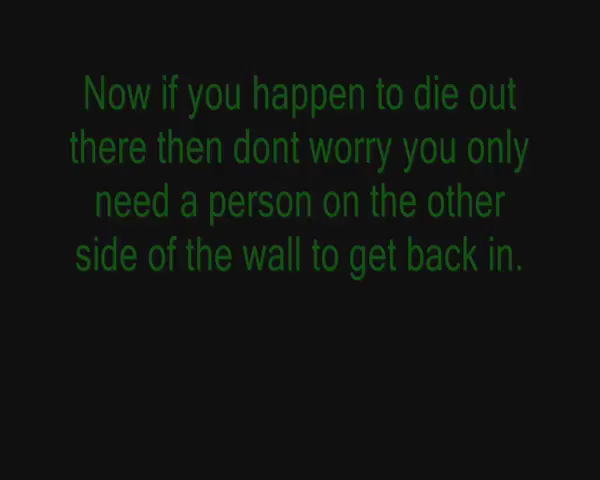 Now if you happen to die out
there then dont worry you only
need a person on the other
side of the wall to get back in.